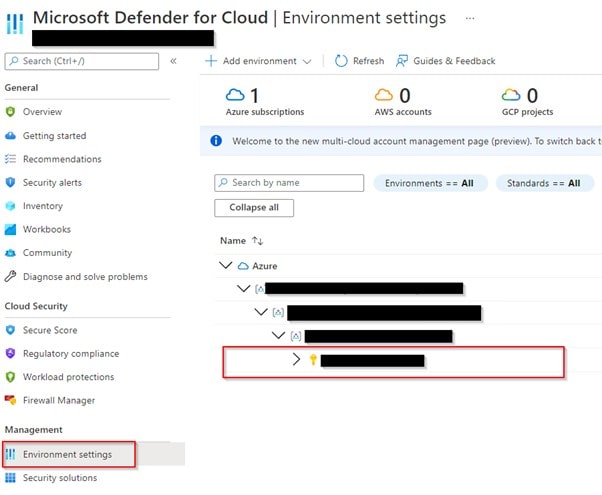 Microsoft Defender for Cloud | Environment settings ...
Search (Ctrl+/) «
Add environment Refresh Guides & Feedback
General
Overview
Getting started
Recommendations
Security alerts
Inventory
Workbooks
Community
Diagnose and solve problems
Cloud Security
Secure Score
Regulatory compliance
Workload protections
Firewall Manager
Management
Environment settings
Security solutions
1 Azure subscriptions
0 AWS accounts
0 GCP projects
Welcome to the new multi-cloud account management page (preview). To switch back to
Search by name
Environments == All
Standards == All
Collapse all
Name ↑↓
Azure